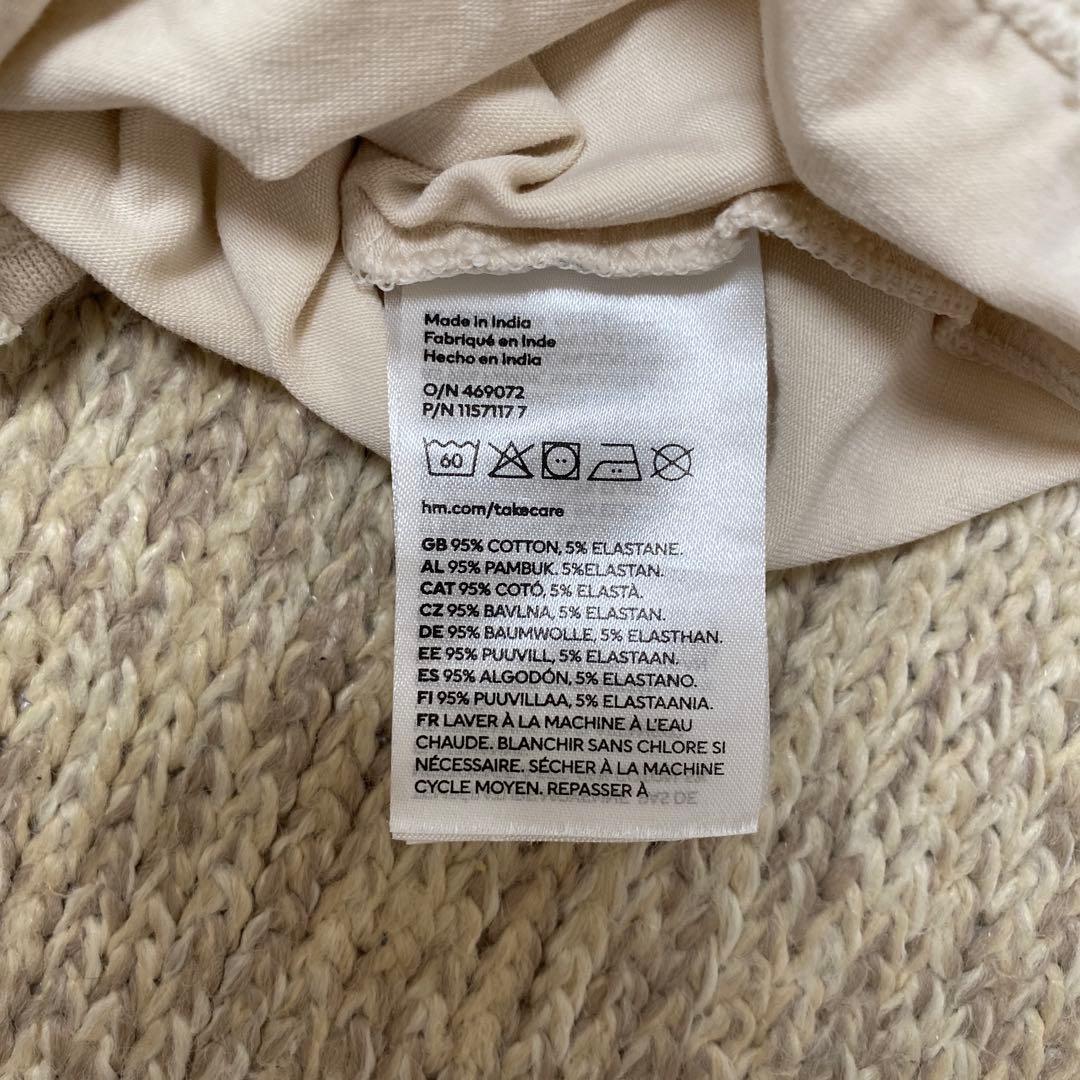 Made in India
Fabriqué en Inde
Hecho en India
O/N 469072
P/N 1157117 7
60
hm.com/takecare
GB 95% COTTON, 5% ELASTANE.
AL 95% PAMBUK. 5%ELASTAN.
CAT 95% COTÓ, 5% ELASTÀ.
CZ 95% BAVLNA, 5% ELASTAN.
DE 95% BAUMWOLLE, 5% ELASTHAN.
EE 95% PUUVILL, 5% ELASTAAN.
ES 95% ALGODÓN, 5% ELASTANO.
FI 95% PUUVILLAA, 5% ELASTAANIA.
FR LAVER À LA MACHINE À L'EAU
CHAUDE. BLANCHIR SANS CHLORE SI
NÉCESSAIRE. SÉCHER À LA MACHINE
CYCLE MOYEN. REPASSER À